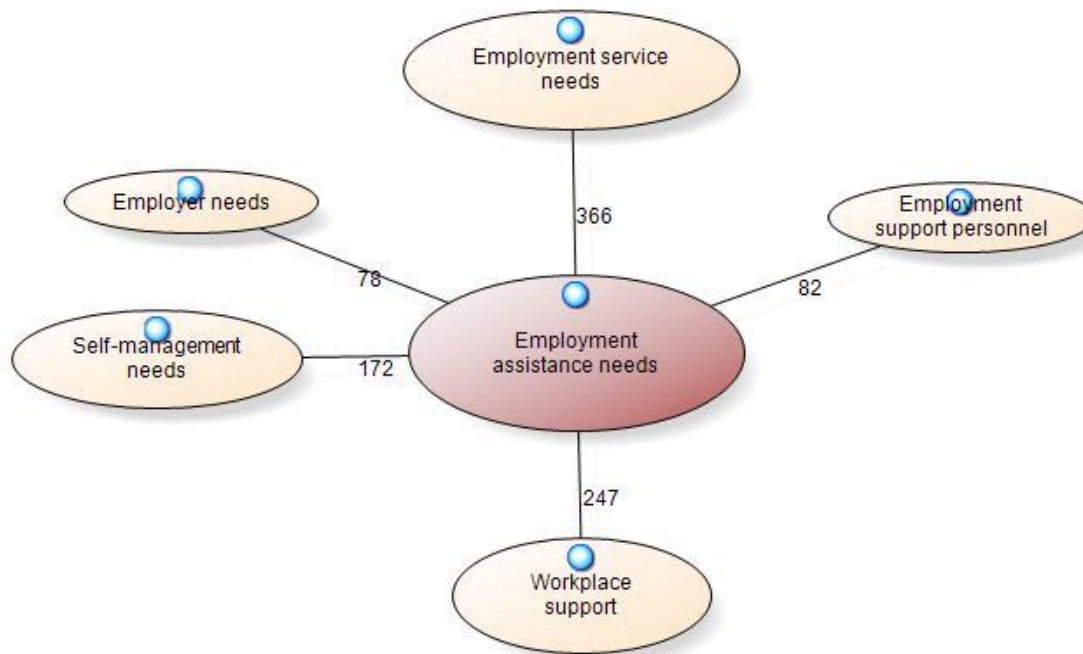 Employment service
needs
Employer needs
Employment
support personnel
366
78
82
Self-management
needs
Employment
assistance needs
172
247
Workplace
support